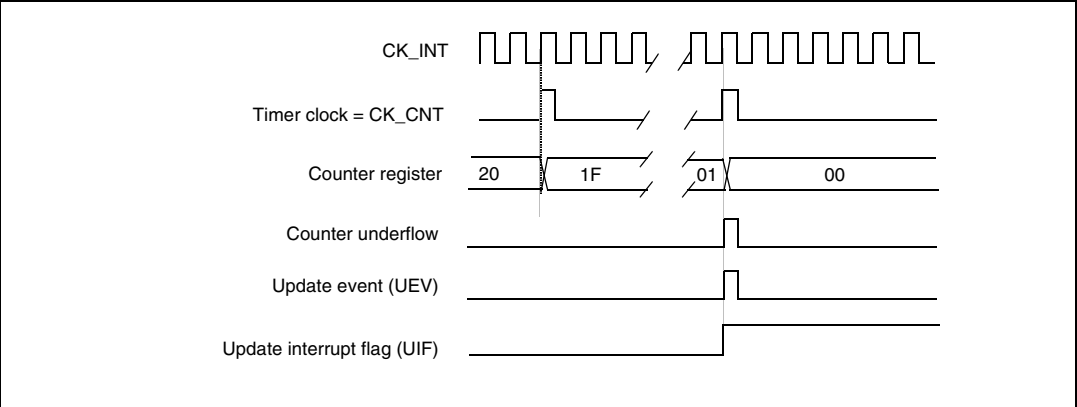 CK_INT
Timer clock = CK_CNT
Counter register 20 1F 01 00
Counter underflow
Update event (UEV)
Update interrupt flag (UIF)